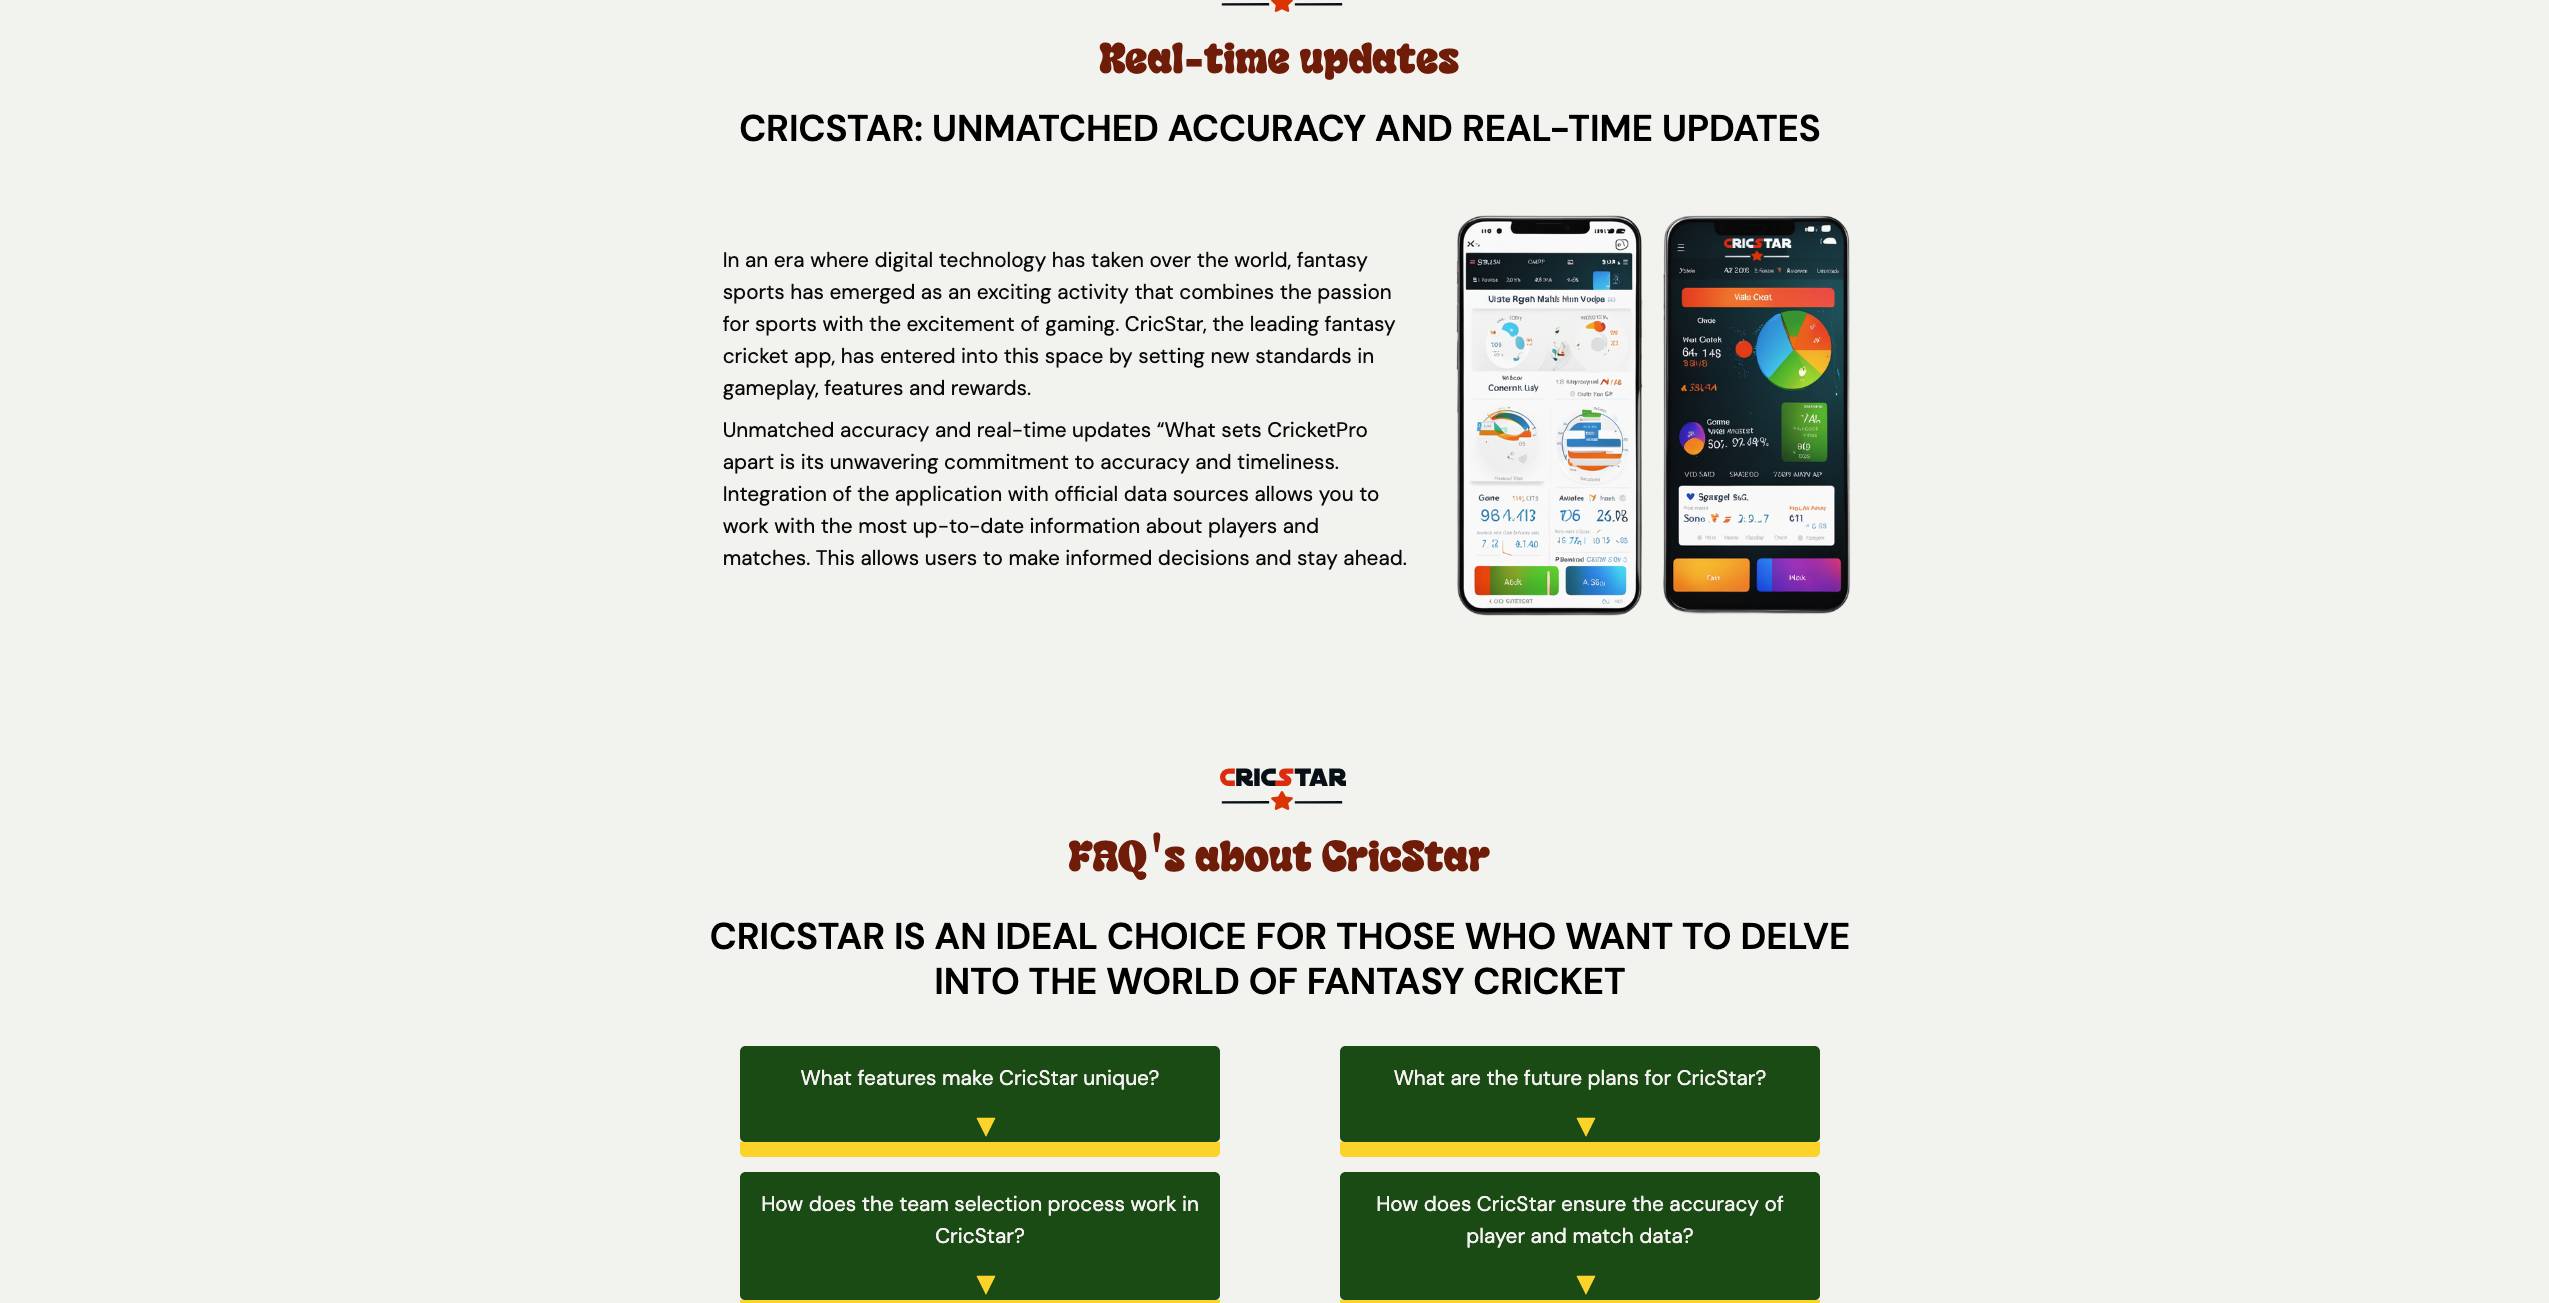 Real-time updates
CRICSTAR: UNMATCHED ACCURACY AND REAL-TIME UPDATES
In an era where digital technology has taken over the world, fantasy
sports has emerged as an exciting activity that combines the passion
for sports with the excitement of gaming. CricStar, the leading fantasy
cricket app, has entered into this space by setting new standards in
gameplay, features and rewards.
Unmatched accuracy and real-time updates “What sets CricketPro
apart is its unwavering commitment to accuracy and timeliness.
Integration of the application with official data sources allows you to
work with the most up-to-date information about players and
matches. This allows users to make informed decisions and stay ahead.
CRICSTAR
CRICSTAR
FAQ's about CricStar
CRICSTAR IS AN IDEAL CHOICE FOR THOSE WHO WANT TO DELVE
INTO THE WORLD OF FANTASY CRICKET
What features make CricStar unique?
What are the future plans for CricStar?
How does the team selection process work in
CricStar?
How does CricStar ensure the accuracy of
player and match data?